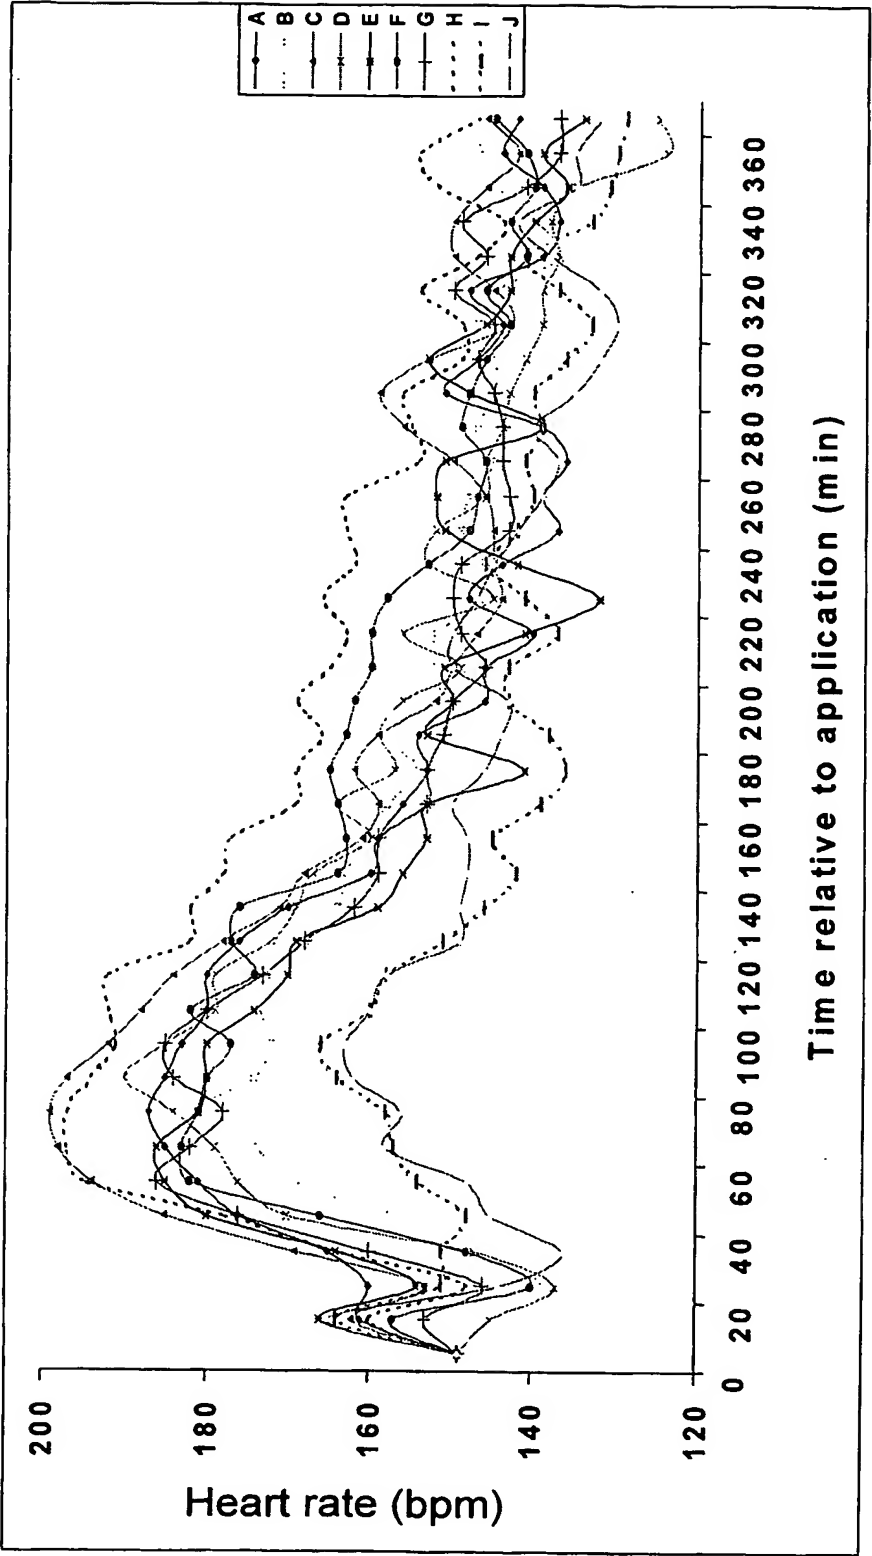 A
B
C
D
E
F
G
H
I
J
200
180
160
140
120
0 20 40 60 80 100 120 140 160 180 200 220 240 260 280 300 320 340 360
Heart rate (bpm)
Time relative to application (min)